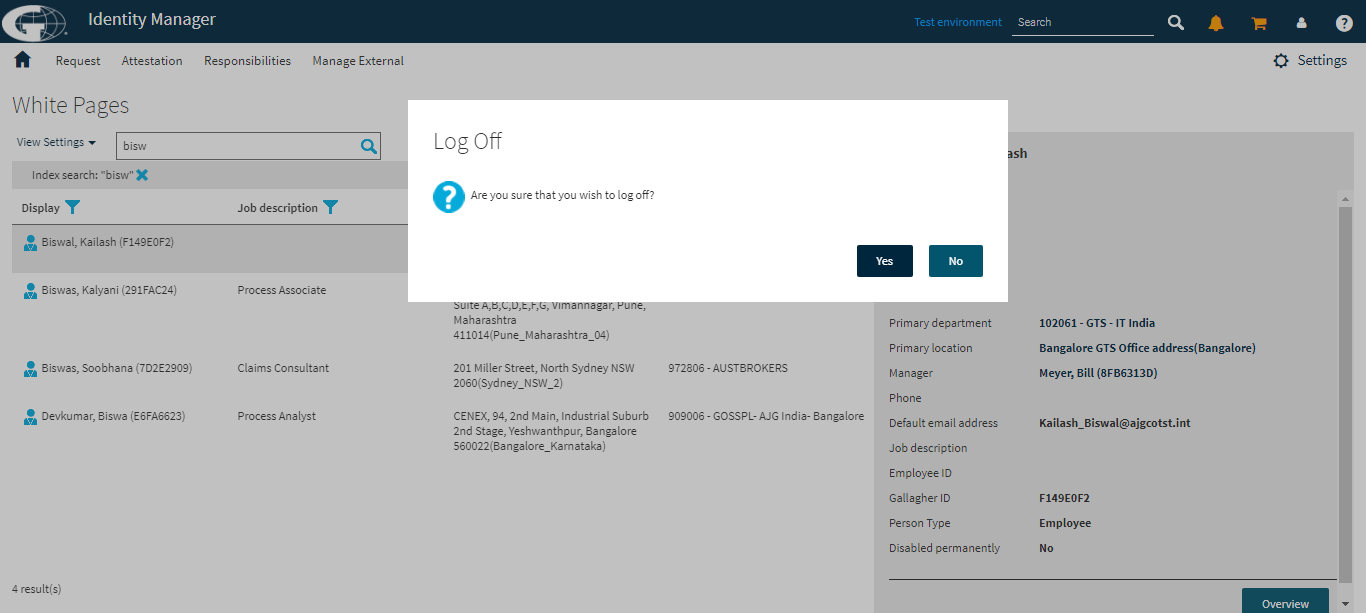 Identity Manager
Test environment
Search
Request
Attestation
Responsibilities
Manage External
Settings
White Pages
View Settings
bisw
Index search: "bisw"
Display
Job description
Biswal, Kailash (F149E0F2)
Biswas, Kalyani (291FAC24)
Process Associate
Suite A,B,C,D,E,F,G, Vimannagar, Pune,
Maharashtra
411014(Pune_Maharashtra_04)
Biswas, Soobhana (7D2E2909)
Claims Consultant
201 Miller Street, North Sydney NSW
2060(Sydney_NSW_2)
972806 - AUSTBROKERS
Devkumar, Biswa (E6FA6623)
Process Analyst
CENEX, 94, 2nd Main, Industrial Suburb
2nd Stage, Yeshwanthpur, Bangalore
560022(Bangalore_Karnataka)
909006 - GOSSPL- AJG India- Bangalore
4 result(s)
Log Off
Are you sure that you wish to log off?
Yes
No
ash
Primary department 102061 - GTS - IT India
Primary location Bangalore GTS Office address(Bangalore)
Manager Meyer, Bill (8FB6313D)
Phone
Default email address Kailash_Biswal@ajgcotst.int
Job description
Employee ID
Gallagher ID F149E0F2
Person Type Employee
Disabled permanently No
Overview